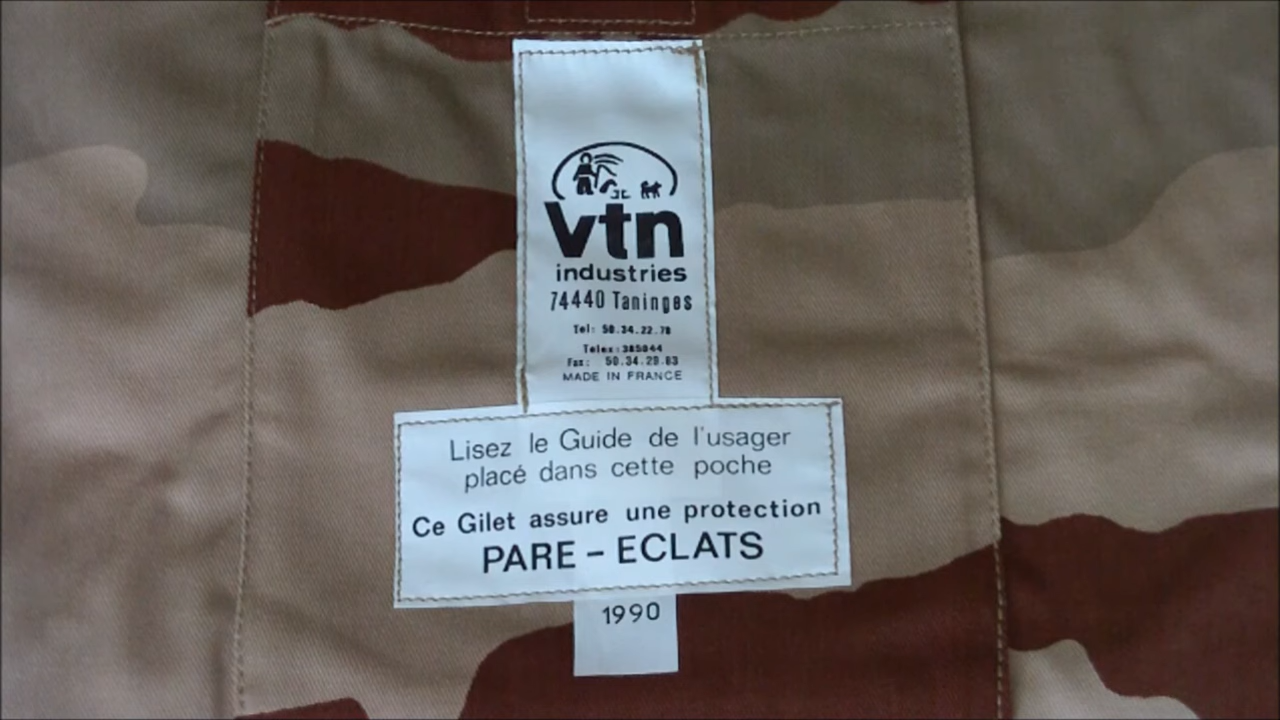 vtn
industries
74440 Taninges
Tel: 50.34.22.78
Telex:385044
Fax: 50.34.29.83
MADE IN FRANCE
Lisez le Guide de l'usager
placé dans cette poche
Ce Gilet assure une protection
PARE - ECLATS
1990